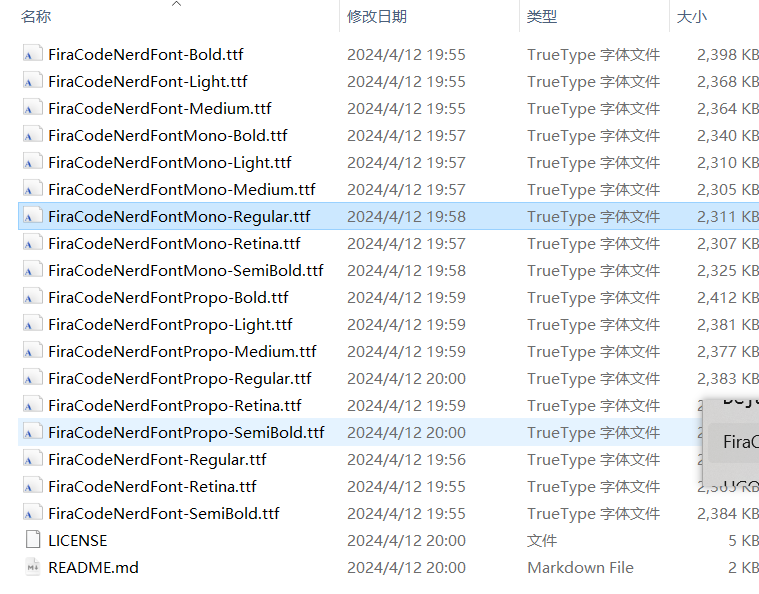 名称 修改日期 类型 大小
FiraCodeNerdFont-Bold.ttf 2024/4/12 19:55 TrueType 字体文件 2,398 KB
FiraCodeNerdFont-Light.ttf 2024/4/12 19:55 TrueType 字体文件 2,368 KB
FiraCodeNerdFont-Medium.ttf 2024/4/12 19:55 TrueType 字体文件 2,364 KB
FiraCodeNerdFontMono-Bold.ttf 2024/4/12 19:57 TrueType 字体文件 2,340 KB
FiraCodeNerdFontMono-Light.ttf 2024/4/12 19:57 TrueType 字体文件 2,310 KB
FiraCodeNerdFontMono-Medium.ttf 2024/4/12 19:57 TrueType 字体文件 2,305 KB
FiraCodeNerdFontMono-Regular.ttf 2024/4/12 19:58 TrueType 字体文件 2,311 KB
FiraCodeNerdFontMono-Retina.ttf 2024/4/12 19:57 TrueType 字体文件 2,307 KB
FiraCodeNerdFontMono-SemiBold.ttf 2024/4/12 19:58 TrueType 字体文件 2,325 KB
FiraCodeNerdFontPropo-Bold.ttf 2024/4/12 19:59 TrueType 字体文件 2,412 KB
FiraCodeNerdFontPropo-Light.ttf 2024/4/12 19:59 TrueType 字体文件 2,381 KB
FiraCodeNerdFontPropo-Medium.ttf 2024/4/12 19:59 TrueType 字体文件 2,377 KB
FiraCodeNerdFontPropo-Regular.ttf 2024/4/12 20:00 TrueType 字体文件 2,383 KB
FiraCodeNerdFontPropo-Retina.ttf 2024/4/12 19:59 TrueType 字体文件
FiraCodeNerdFontPropo-SemiBold.ttf 2024/4/12 20:00 TrueType 字体文件
FiraC
FiraCodeNerdFont-Regular.ttf 2024/4/12 19:56 TrueType 字体文件
FiraCodeNerdFont-Retina.ttf 2024/4/12 19:55 TrueType 字体文件
FiraCodeNerdFont-SemiBold.ttf 2024/4/12 19:55 TrueType 字体文件 2,384 KB
LICENSE 2024/4/12 20:00 文件 5 KB
README.md 2024/4/12 20:00 Markdown File 2 KB